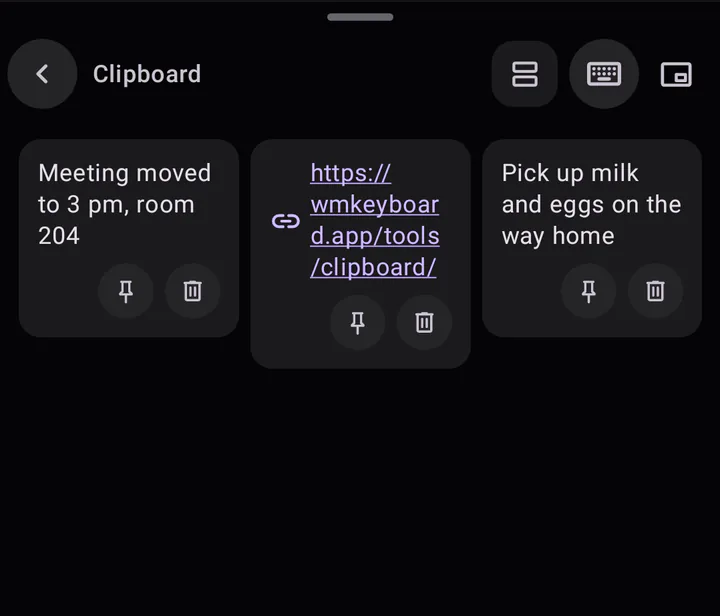 Clipboard
Meeting moved
to 3 pm, room
204
https://
wmkeyboar
d.app/tools
/clipboard/
Pick up milk
and eggs on the
way home